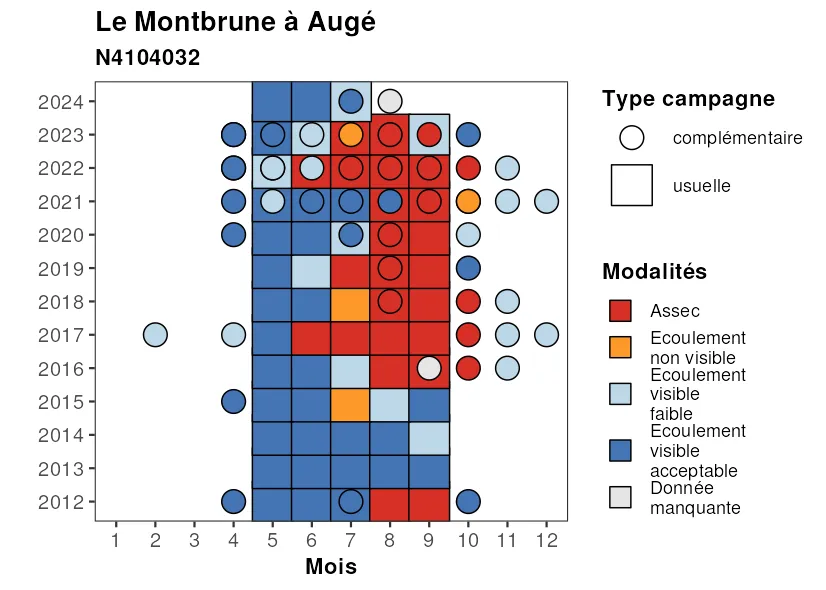 Le Montbrune à Augé
N4104032
2024
2023
2022
2021
2020
2019
2018
2017
2016
2015
2014
2013
2012
1 2 3 4 5 6 7 8 9 10 11 12
Mois
Type campagne
complémentaire
usuelle
Modalités
Assec
Ecoulement
non visible
Ecoulement
visible
faible
Ecoulement
visible
acceptable
Donnée
manquante